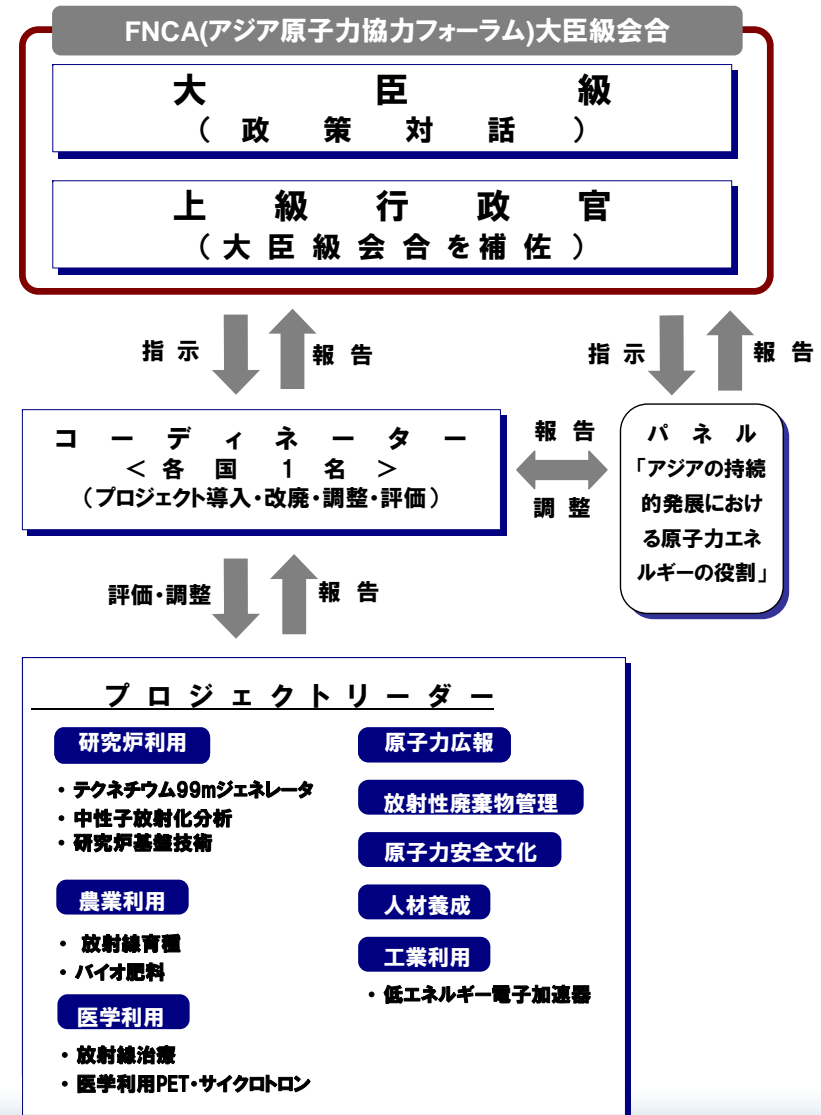 FNCA(アジア原子力協力フォーラム)大臣級会合
大臣級
(政策対話)
上級行政官
(大臣級会合を補佐)
指示
報告
指示
報告
コーディネーター
<各国1名>
(プロジェクト導入・改廃・調整・評価)
報告
調整
パネル
「アジアの持続
的発展におけ
る原子力エネ
ルギーの役割」
評価・調整
報告
プロジェクトリーダー
研究炉利用
・テクネチウム99mジェネレータ
・中性子放射化分析
・研究炉基盤技術
農業利用
・ 放射線育種
・バイオ肥料
医学利用
・放射線治療
・医学利用PET・サイクロトロン
原子力広報
放射性廃棄物管理
原子力安全文化
人材養成
工業利用
・低エネルギー電子加速器